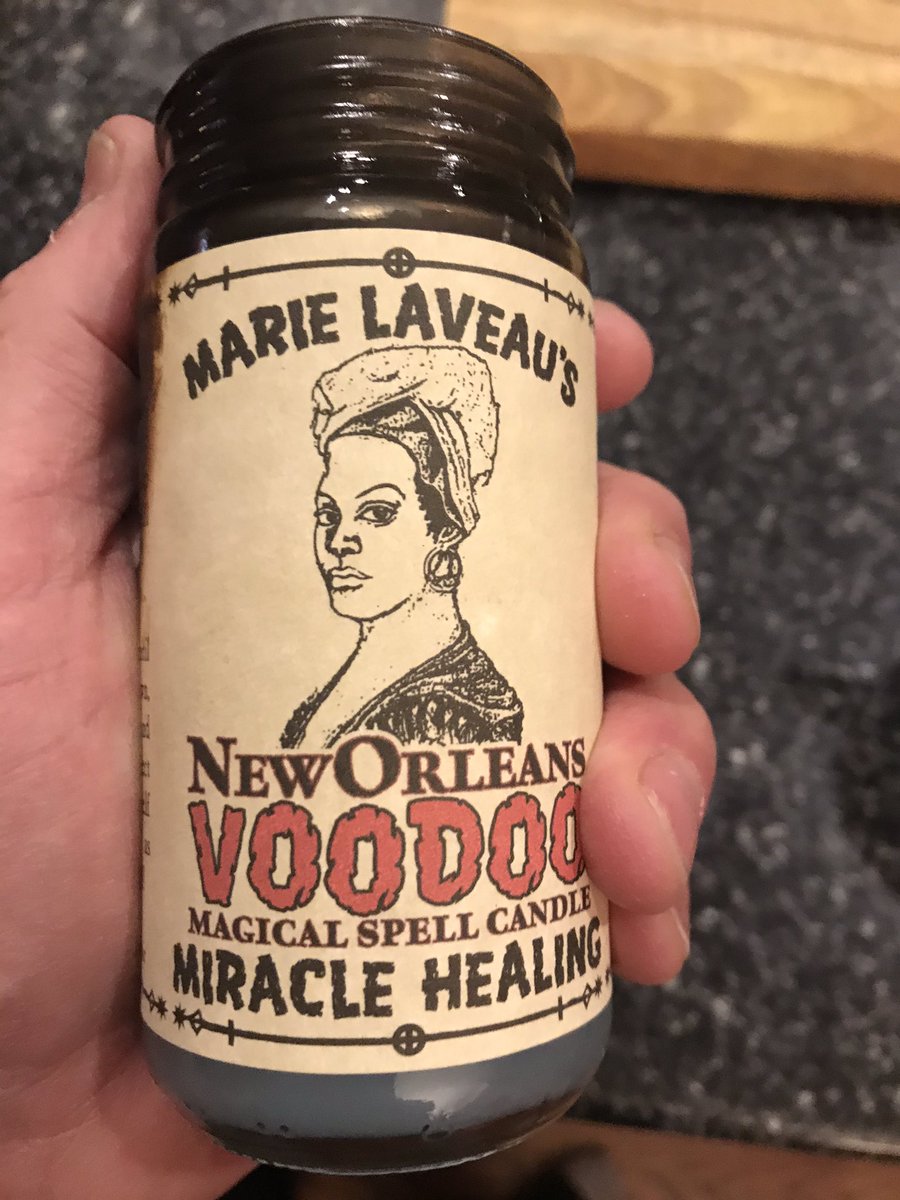 MARIE LAVEAU'S
NEW ORLEANS
VOODOO
MAGICAL SPELL CANDLE
MIRACLE HEALING